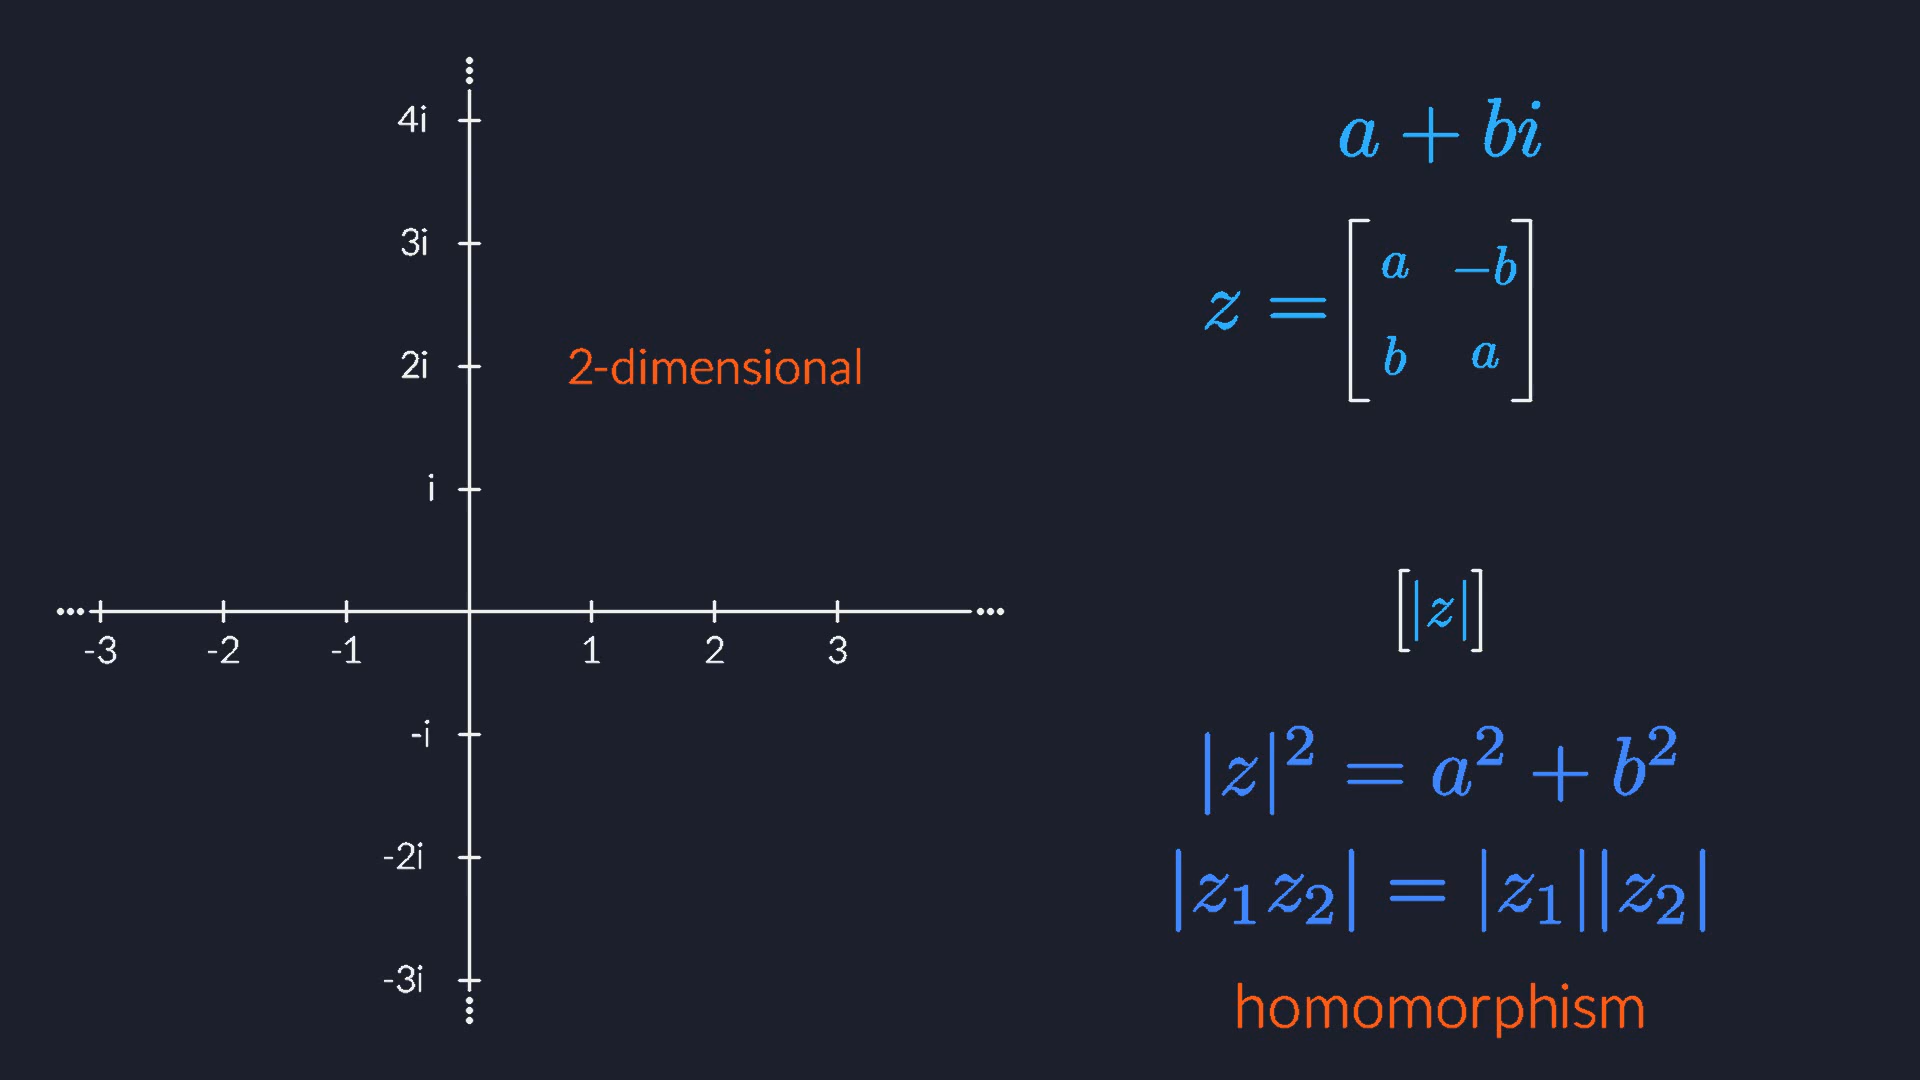 4i
3i
2i
i
-3 -2 -1 1 2 3
-i
-2i
-3i
2-dimensional
a + bi
z = [a −b
b a]
[|z|]
|z|² = a² + b²
|z₁z₂| = |z₁||z₂|
homomorphism